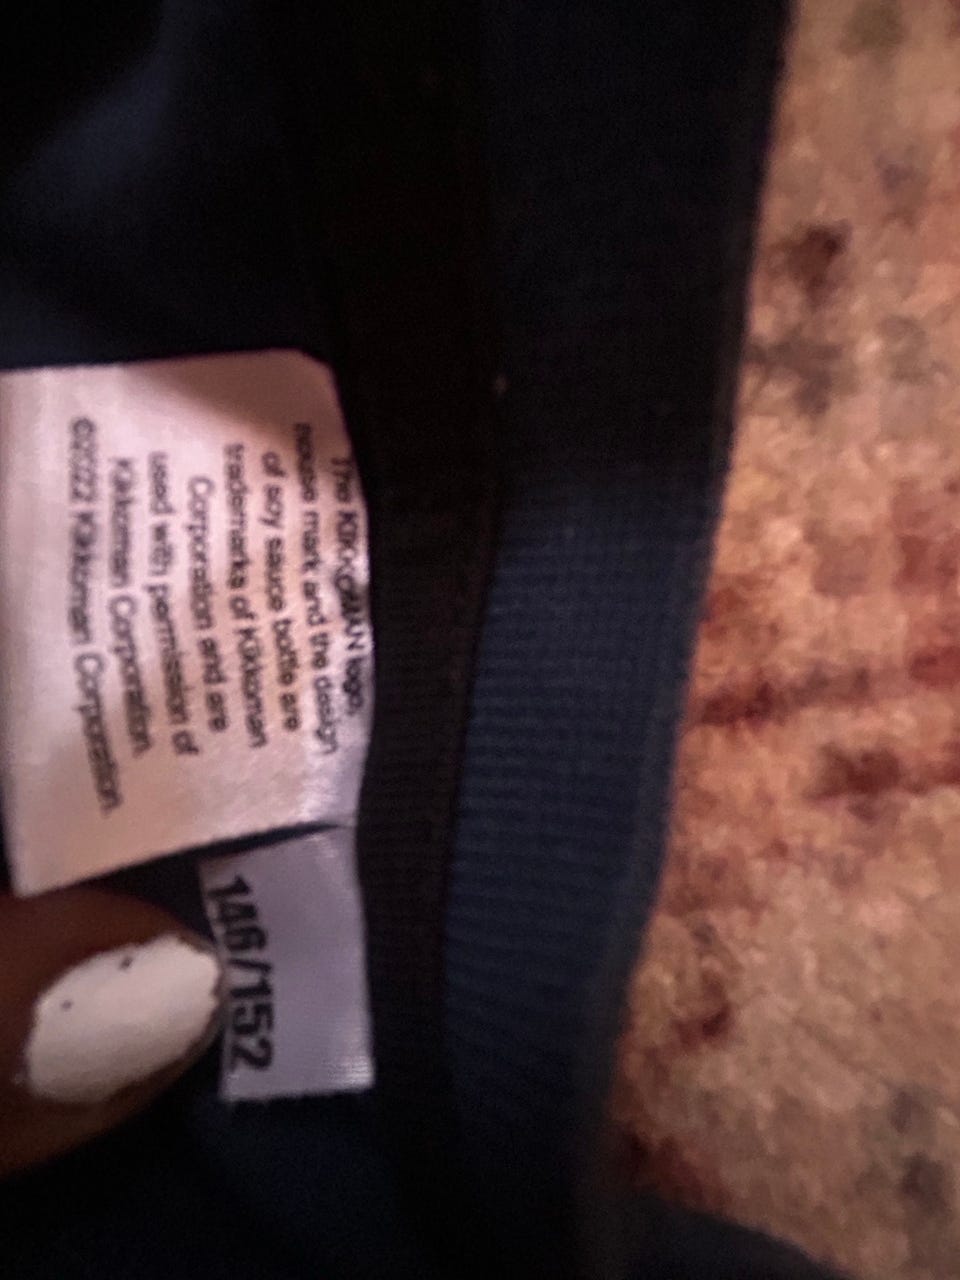 The KIKKOMAN logo,
house mark and the design
of soy sauce bottle are
trademarks of Kikkoman
Corporation and are
used with permission of
Kikkoman Corporation.
©2022 Kikkoman Corporation.
146/152